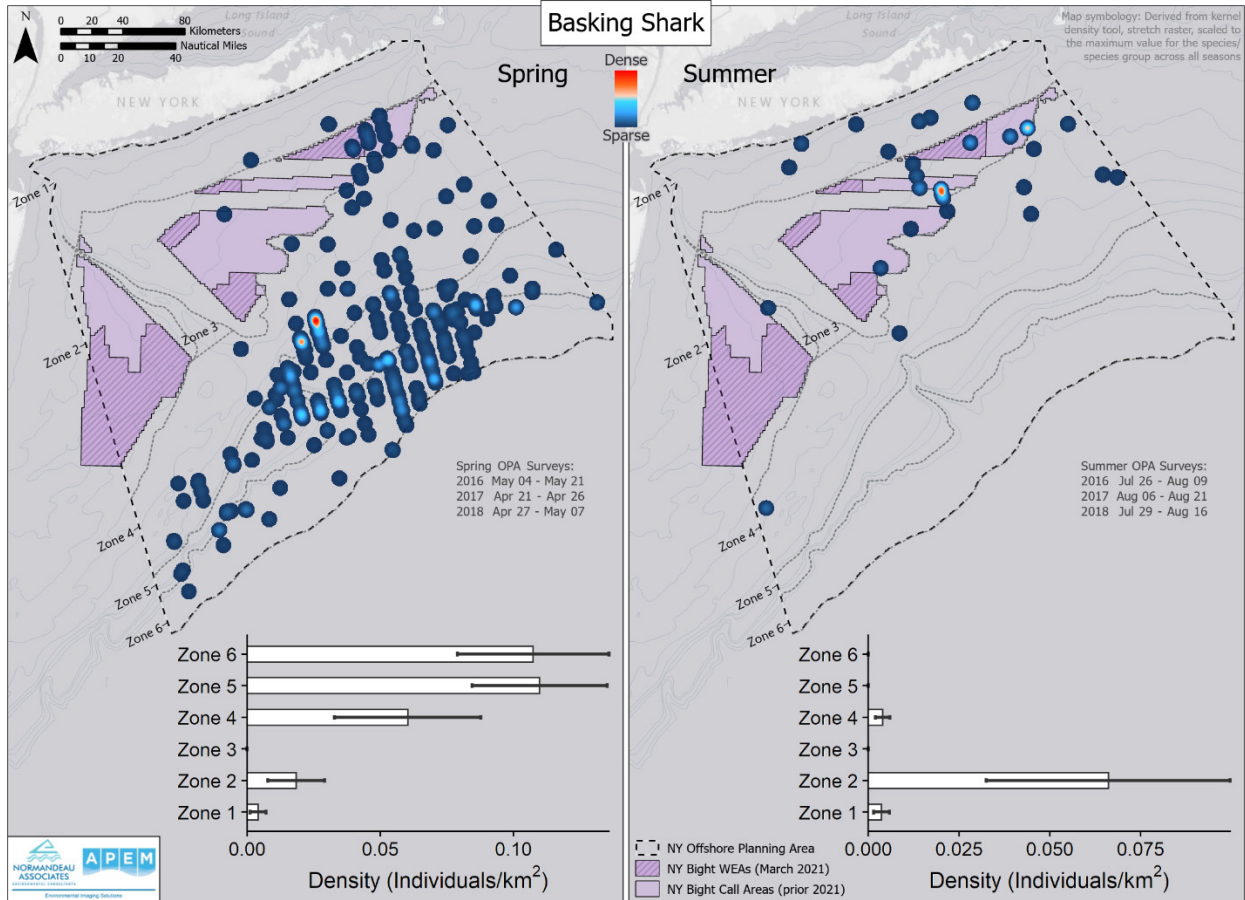 Basking Shark
N
0 20 40 80
Kilometers
Nautical Miles
0 10 20 40
Long Island
Sound
NEW YORK
Spring
Dense
Sparse
Zone 1
Zone 2
Zone 3
Zone 4
Zone 5
Zone 6
Spring OPA Surveys:
2016 May 04 - May 21
2017 Apr 21 - Apr 26
2018 Apr 27 - May 07
Zone 6
Zone 5
Zone 4
Zone 3
Zone 2
Zone 1
0.00 0.05 0.10
Density (Individuals/km²)
NORMANDEAU
ASSOCIATES
ENVIRONMENTAL CONSULTANTS
APEM
Environmental Imaging Solutions
Summer
Long Island
Sound
NEW YORK
Map symbology: Derived from kernel
density tool, stretch raster, scaled to
the maximum value for the species/
species group across all seasons
Zone 1
Zone 2
Zone 3
Zone 4
Zone 5
Zone 6
Summer OPA Surveys:
2016 Jul 26 - Aug 09
2017 Aug 06 - Aug 21
2018 Jul 29 - Aug 16
Zone 6
Zone 5
Zone 4
Zone 3
Zone 2
Zone 1
0.000 0.025 0.050 0.075
Density (Individuals/km²)
NY Offshore Planning Area
NY Bight WEAs (March 2021)
NY Bight Call Areas (prior 2021)